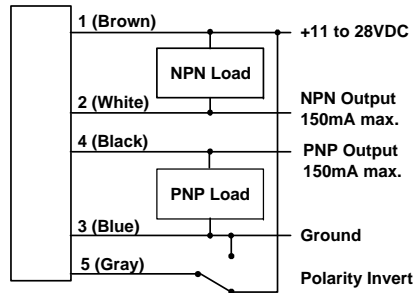 1 (Brown)
+11 to 28VDC
NPN Load
2 (White)
NPN Output
150mA max.
4 (Black)
PNP Output
150mA max.
PNP Load
3 (Blue)
Ground
5 (Gray)
Polarity Invert